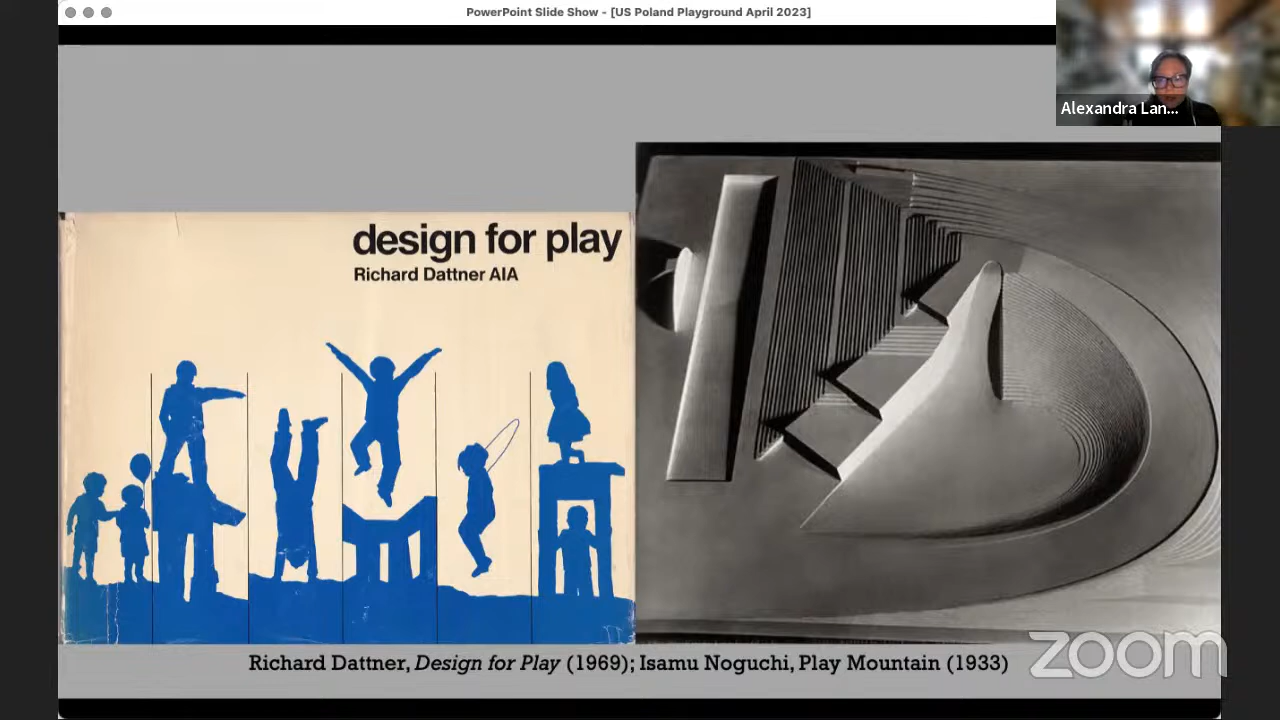 PowerPoint Slide Show - [US Poland Playground April 2023]
Alexandra Lan...
design for play
Richard Dattner AIA
Richard Dattner, Design for Play (1969); Isamu Noguchi, Play Mountain (1933)
zoom